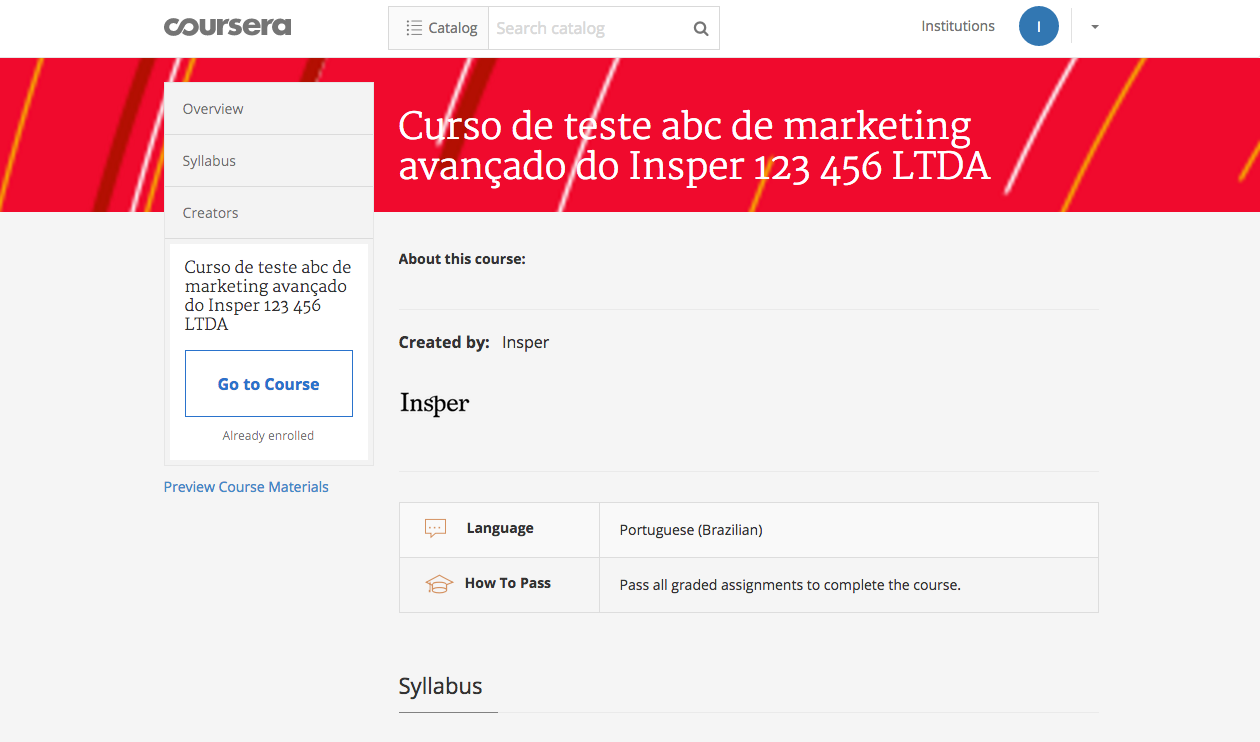 coursera
Catalog
Search catalog
Institutions
I
Overview
Syllabus
Creators
Curso de teste abc de
marketing avançado
do Insper 123 456
LTDA
Go to Course
Already enrolled
Preview Course Materials
Curso de teste abc de marketing
avançado do Insper 123 456 LTDA
About this course:
Created by: Insper
Insper
Language Portuguese (Brazilian)
How To Pass Pass all graded assignments to complete the course.
Syllabus